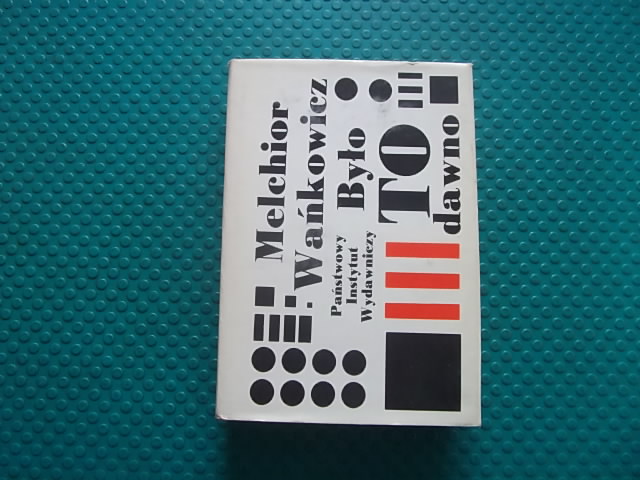 Melchior
Wańkowicz
Państwowy
Instytut
Wydawniczy
Było
TO
dawno